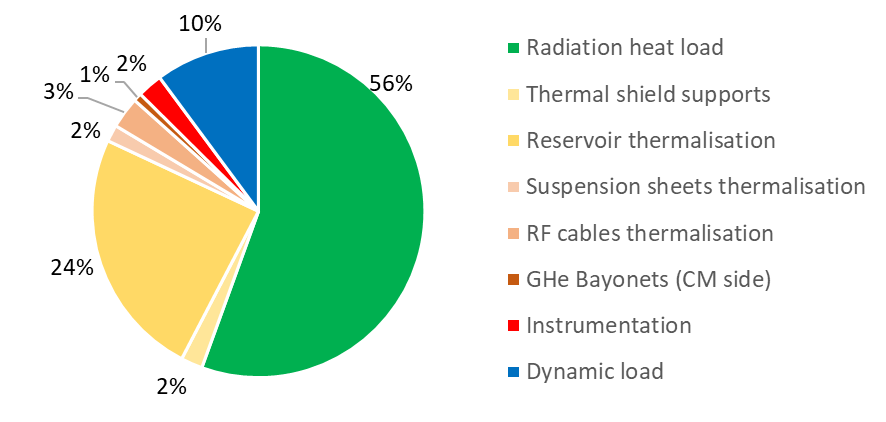 10%
2%
1%
3%
2%
24%
2%
56%
Radiation heat load
Thermal shield supports
Reservoir thermalisation
Suspension sheets thermalisation
RF cables thermalisation
GHe Bayonets (CM side)
Instrumentation
Dynamic load